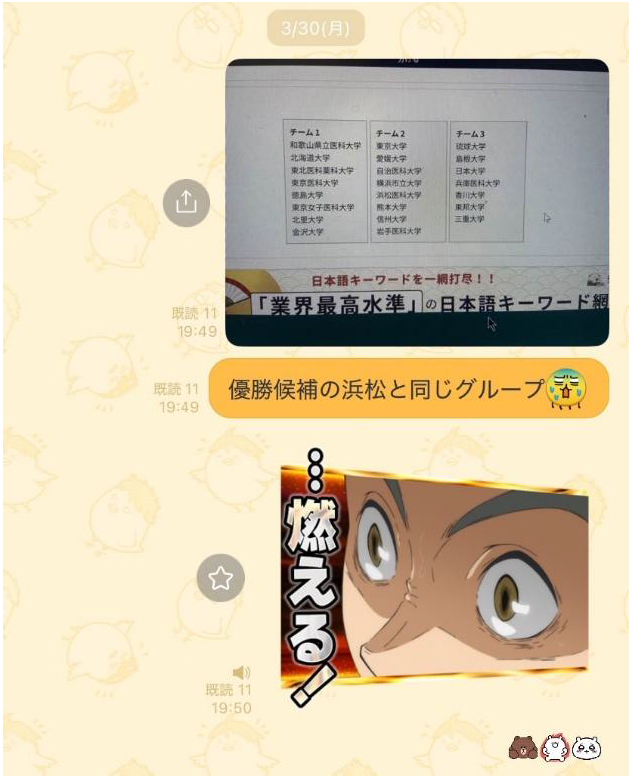 3/30(月)
チーム1
和歌山県立医科大学
北海道大学
東北医科薬科大学
東京医科大学
徳島大学
東京女子医科大学
北里大学
金沢大学
チーム2
東京大学
愛媛大学
自治医科大学
横浜市立大学
浜松医科大学
熊本大学
信州大学
岩手医科大学
チーム3
琉球大学
島根大学
日本大学
兵庫医科大学
香川大学
東邦大学
三重大学
日本語キーワードを一網打尽!!
「業界最高水準」の日本語キーワード網
既読 11
19:49
優勝候補の浜松と同じグループ
既読 11
19:49
…燃える!
既読 11
19:50